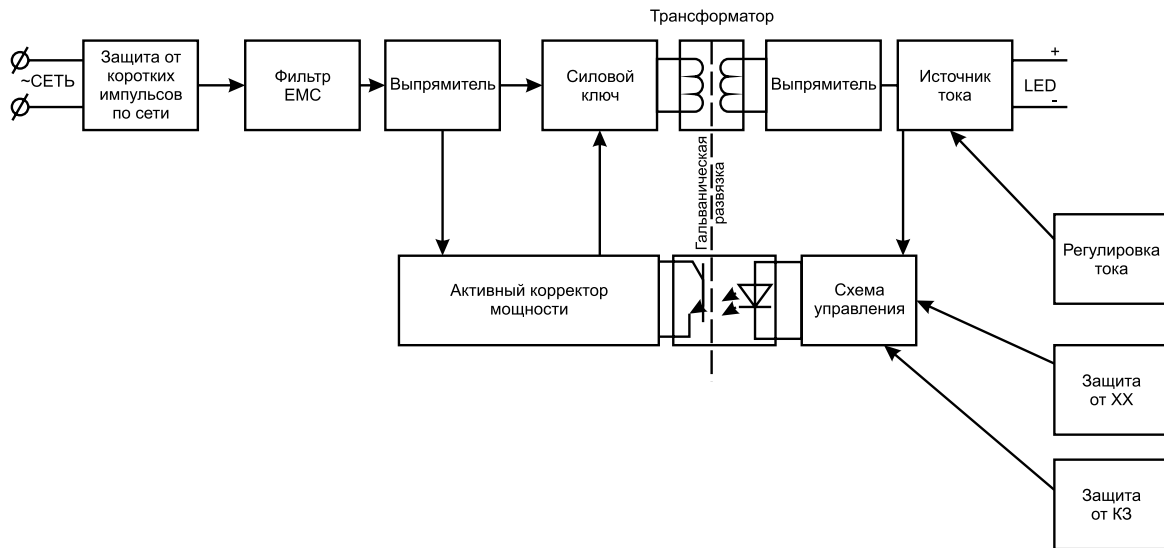 Трансформатор
~СЕТЬ
Защита от
коротких
импульсов
по сети
Фильтр
ЕМС
Выпрямитель
Силовой
ключ
Выпрямитель
Источник
тока
+
LED
-
Гальваническая
развязка
Регулировка
тока
Активный корректор
мощности
Схема
управления
Защита
от ХХ
Защита
от КЗ